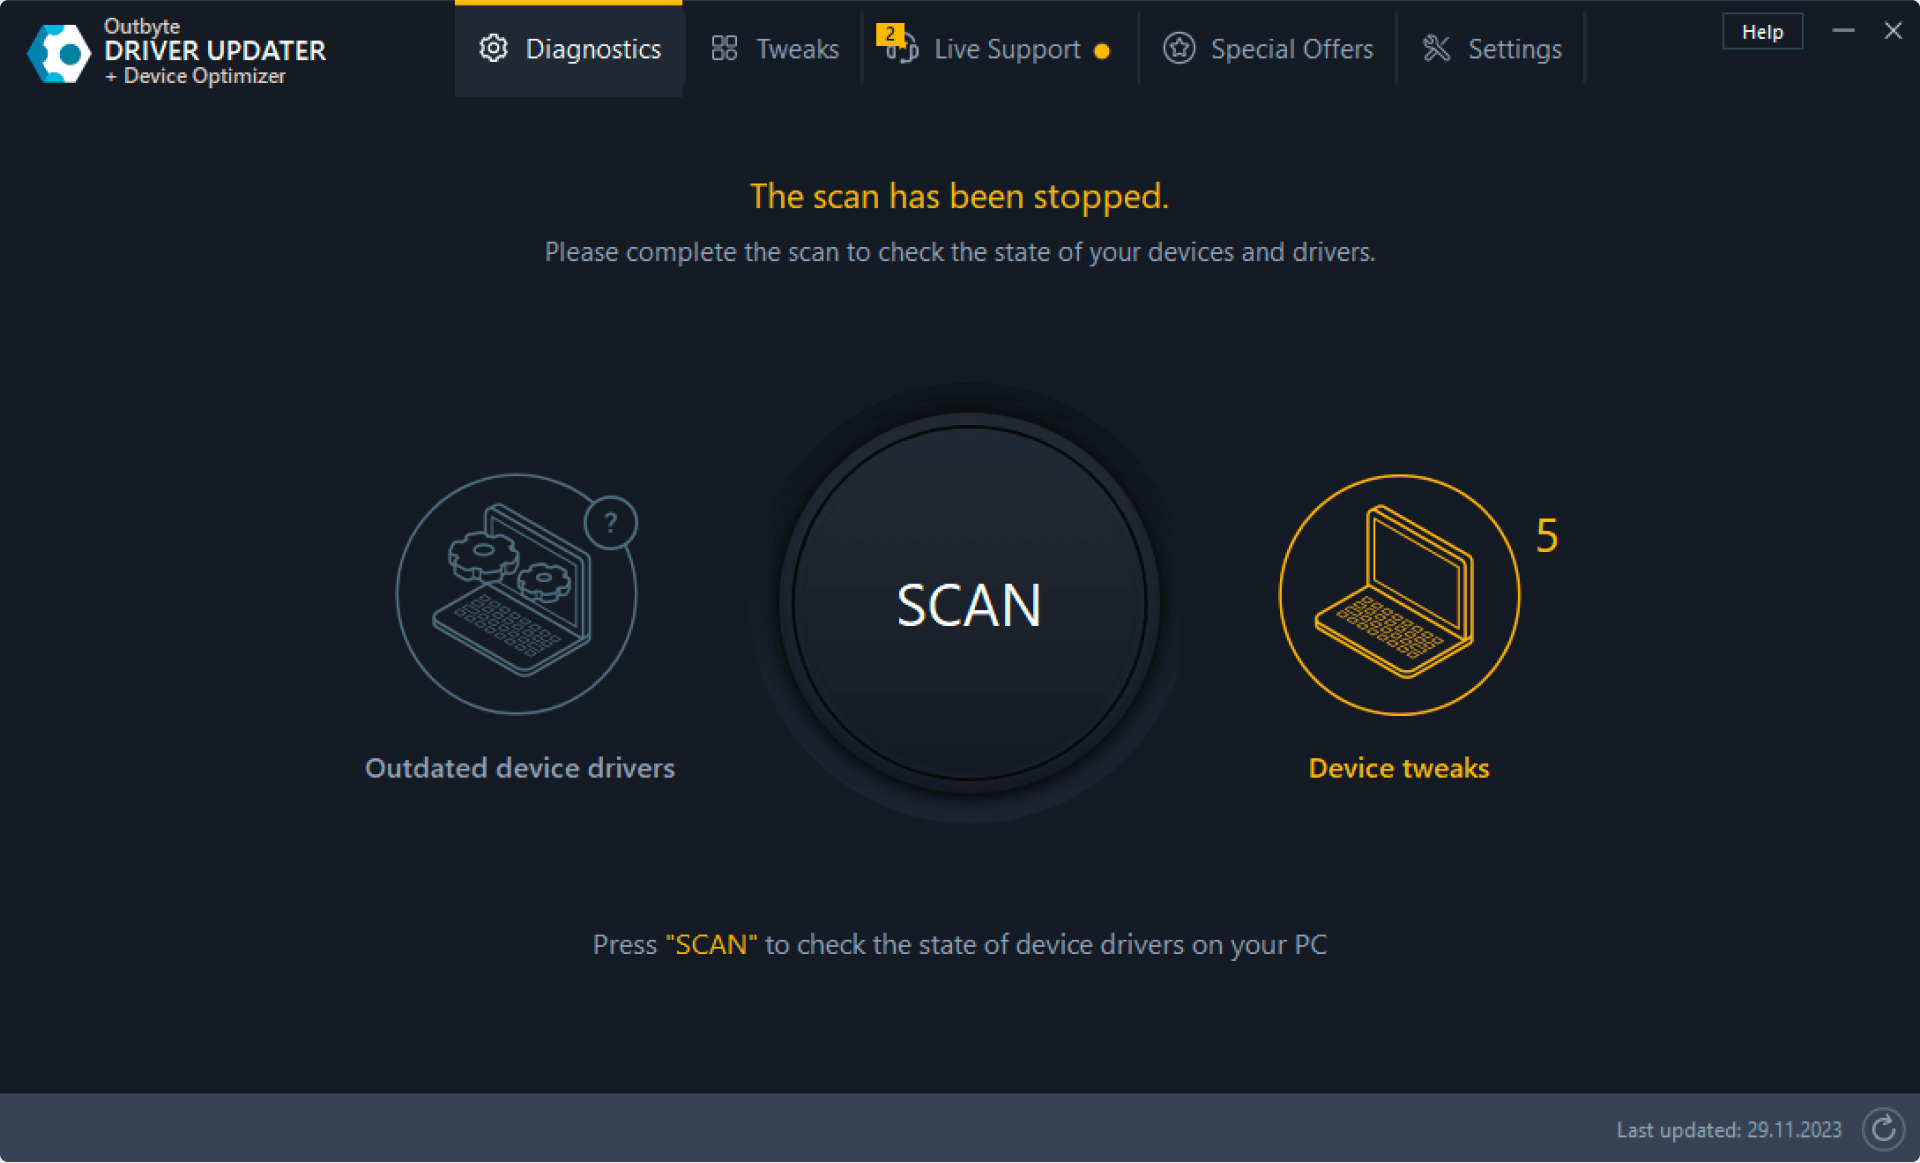 Outbyte
DRIVER UPDATER
+ Device Optimizer
Diagnostics
Tweaks
2
Live Support
Special Offers
Settings
Help
The scan has been stopped.
Please complete the scan to check the state of your devices and drivers.
?
SCAN
5
Outdated device drivers
Device tweaks
Press "SCAN" to check the state of device drivers on your PC
Last updated: 29.11.2023